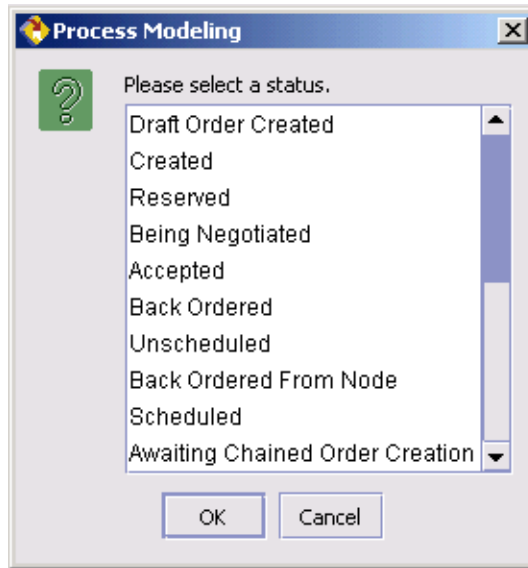 Process Modeling
Please select a status.
Draft Order Created
Created
Reserved
Being Negotiated
Accepted
Back Ordered
Unscheduled
Back Ordered From Node
Scheduled
Awaiting Chained Order Creation
OK Cancel